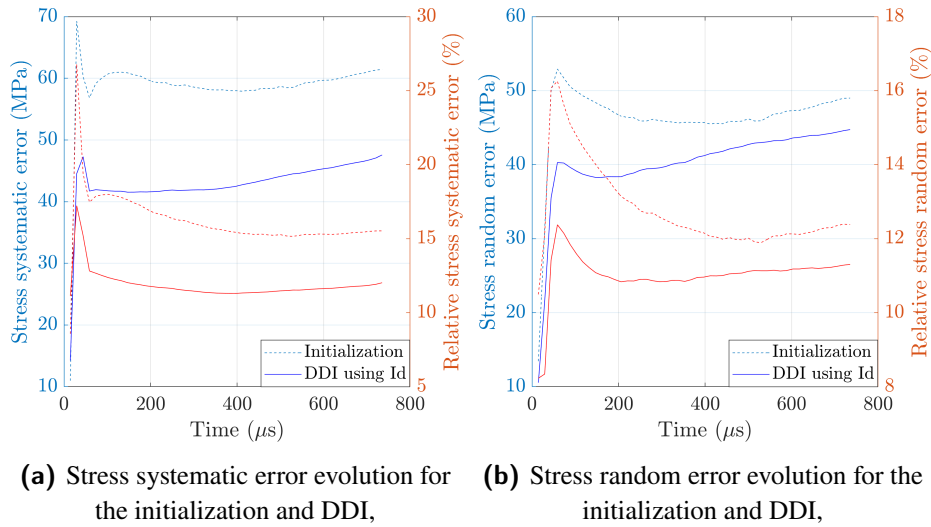 70
60
50
40
30
20
10
Stress systematic error (MPa)
30
25
20
15
10
5
Relative stress systematic error (%)
0
200
400
600
800
Time (μs)
Initialization
DDI using Id
60
50
40
30
20
10
Stress random error (MPa)
18
16
14
12
10
8
Relative stress random error (%)
0
200
400
600
800
Time (μs)
Initialization
DDI using Id
(a) Stress systematic error evolution for
the initialization and DDI,
(b) Stress random error evolution for the
initialization and DDI,